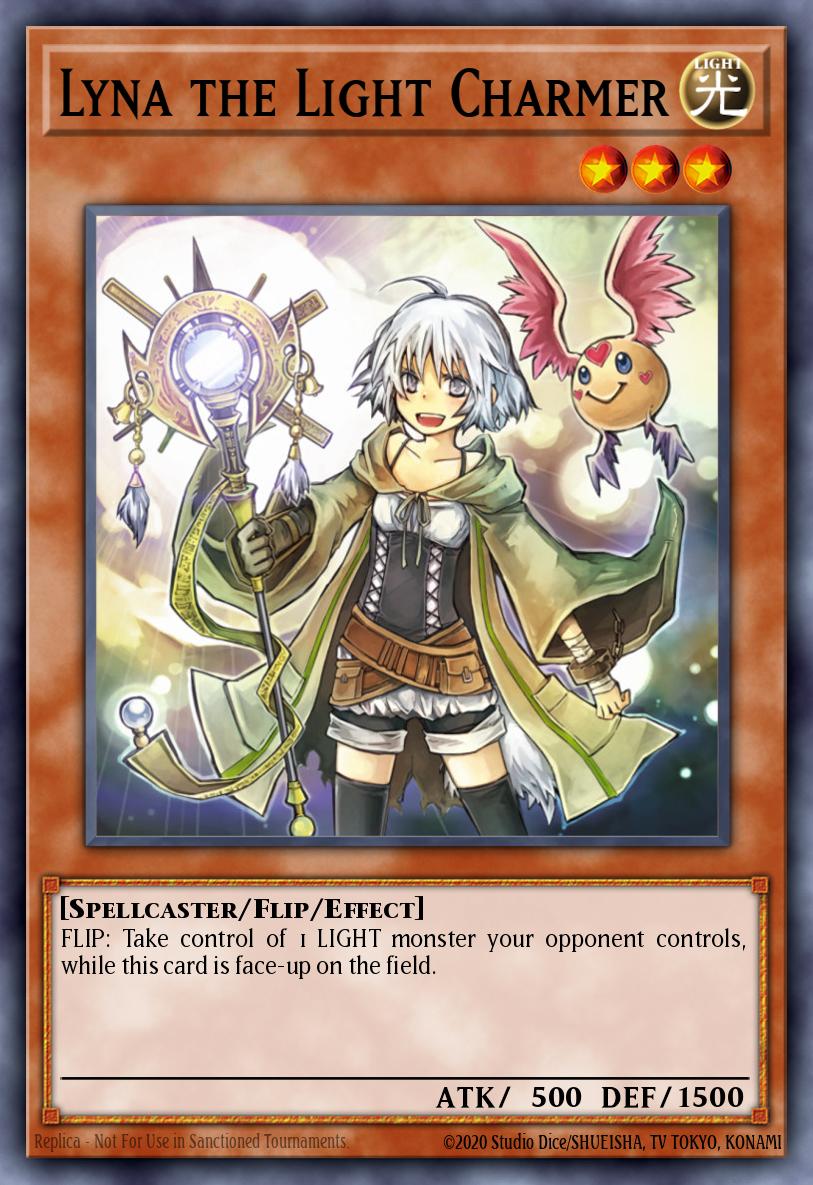 Lyna the Light Charmer
LIGHT
光
[Spellcaster/Flip/Effect]
FLIP: Take control of 1 LIGHT monster your opponent controls,
while this card is face-up on the field.
ATK/ 500 DEF/1500
Replica - Not For Use in Sanctioned Tournaments.
©2020 Studio Dice/SHUEISHA, TV TOKYO, KONAMI